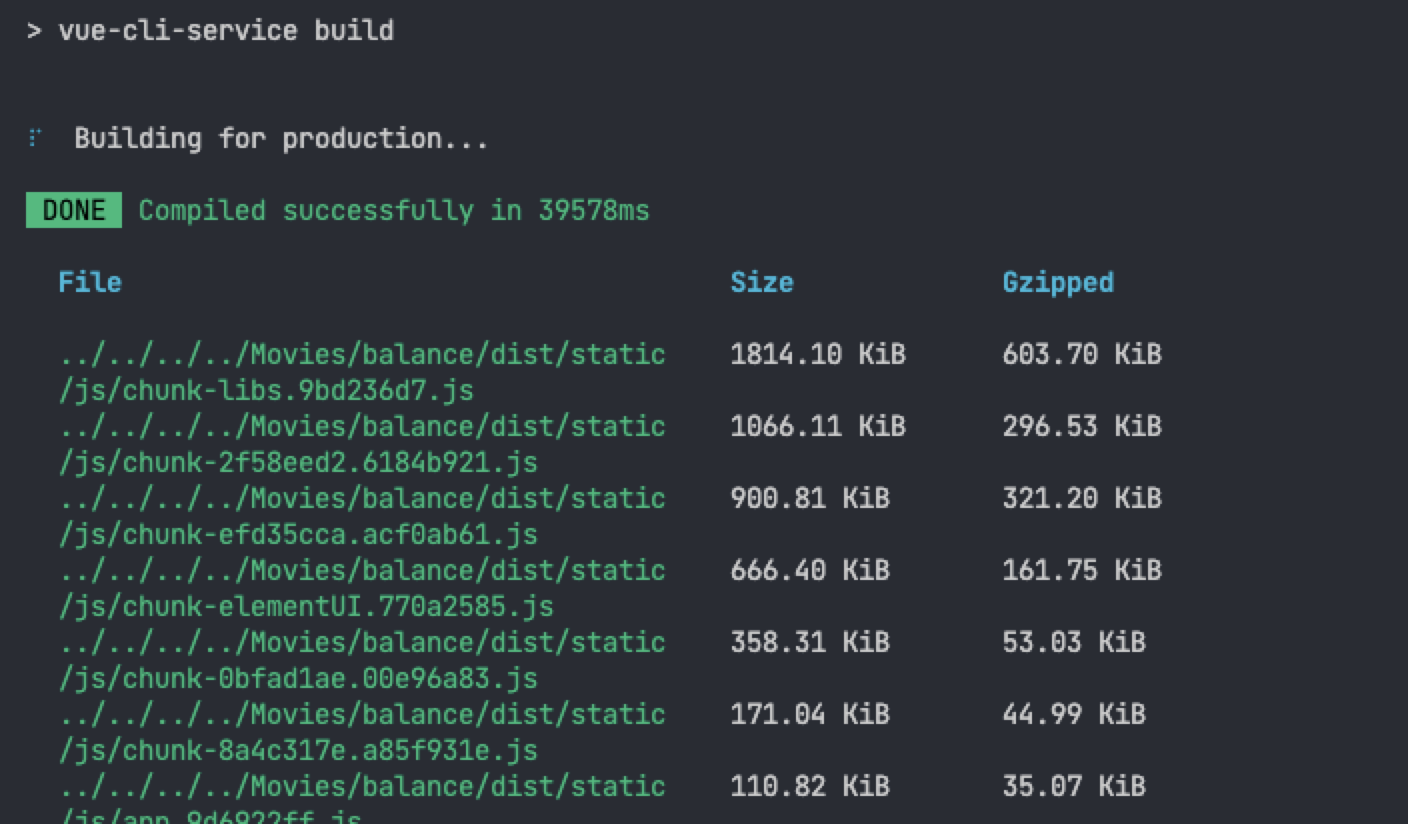 > vue-cli-service build
Building for production...
DONE Compiled successfully in 39578ms
File Size Gzipped
../../../../Movies/balance/dist/static 1814.10 KiB 603.70 KiB
/js/chunk-libs.9bd236d7.js
../../../../Movies/balance/dist/static 1066.11 KiB 296.53 KiB
/js/chunk-2f58eed2.6184b921.js
../../../../Movies/balance/dist/static 900.81 KiB 321.20 KiB
/js/chunk-efd35cca.acf0ab61.js
../../../../Movies/balance/dist/static 666.40 KiB 161.75 KiB
/js/chunk-elementUI.770a2585.js
../../../../Movies/balance/dist/static 358.31 KiB 53.03 KiB
/js/chunk-0bfad1ae.00e96a83.js
../../../../Movies/balance/dist/static 171.04 KiB 44.99 KiB
/js/chunk-8a4c317e.a85f931e.js
../../../../Movies/balance/dist/static 110.82 KiB 35.07 KiB
/js/app.9d6922ff.js